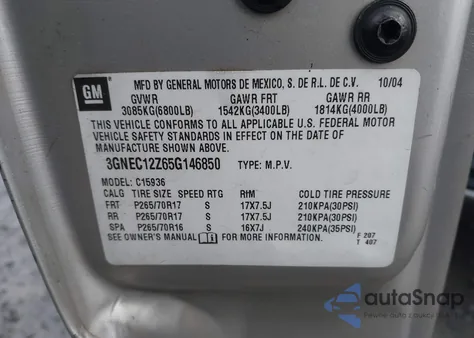 GM MFD BY GENERAL MOTORS DE MEXICO, S. DE R.L. DE C.V. 10/04
GVWR GAWR FRT GAWR RR
3085KG(6800LB) 1542KG(3400LB) 1814KG(4000LB)
THIS VEHICLE CONFORMS TO ALL APPLICABLE U.S. FEDERAL MOTOR
VEHICLE SAFETY STANDARDS IN EFFECT ON THE DATE OF
MANUFACTURE SHOWN ABOVE.
3GNEC12Z65G146850 TYPE: M.P.V.
MODEL: C15936
CALG TIRE SIZE SPEED RTG RIM COLD TIRE PRESSURE
FRT P265/70R17 S 17X7.5J 210KPA(30PSI)
RR P265/70R17 S 17X7.5J 210KPA(30PSI)
SPA P265/70R16 S 16X7J 240KPA(35PSI)
SEE OWNER'S MANUAL FOR MORE INFORMATION. F 207
T 407
autoSnap